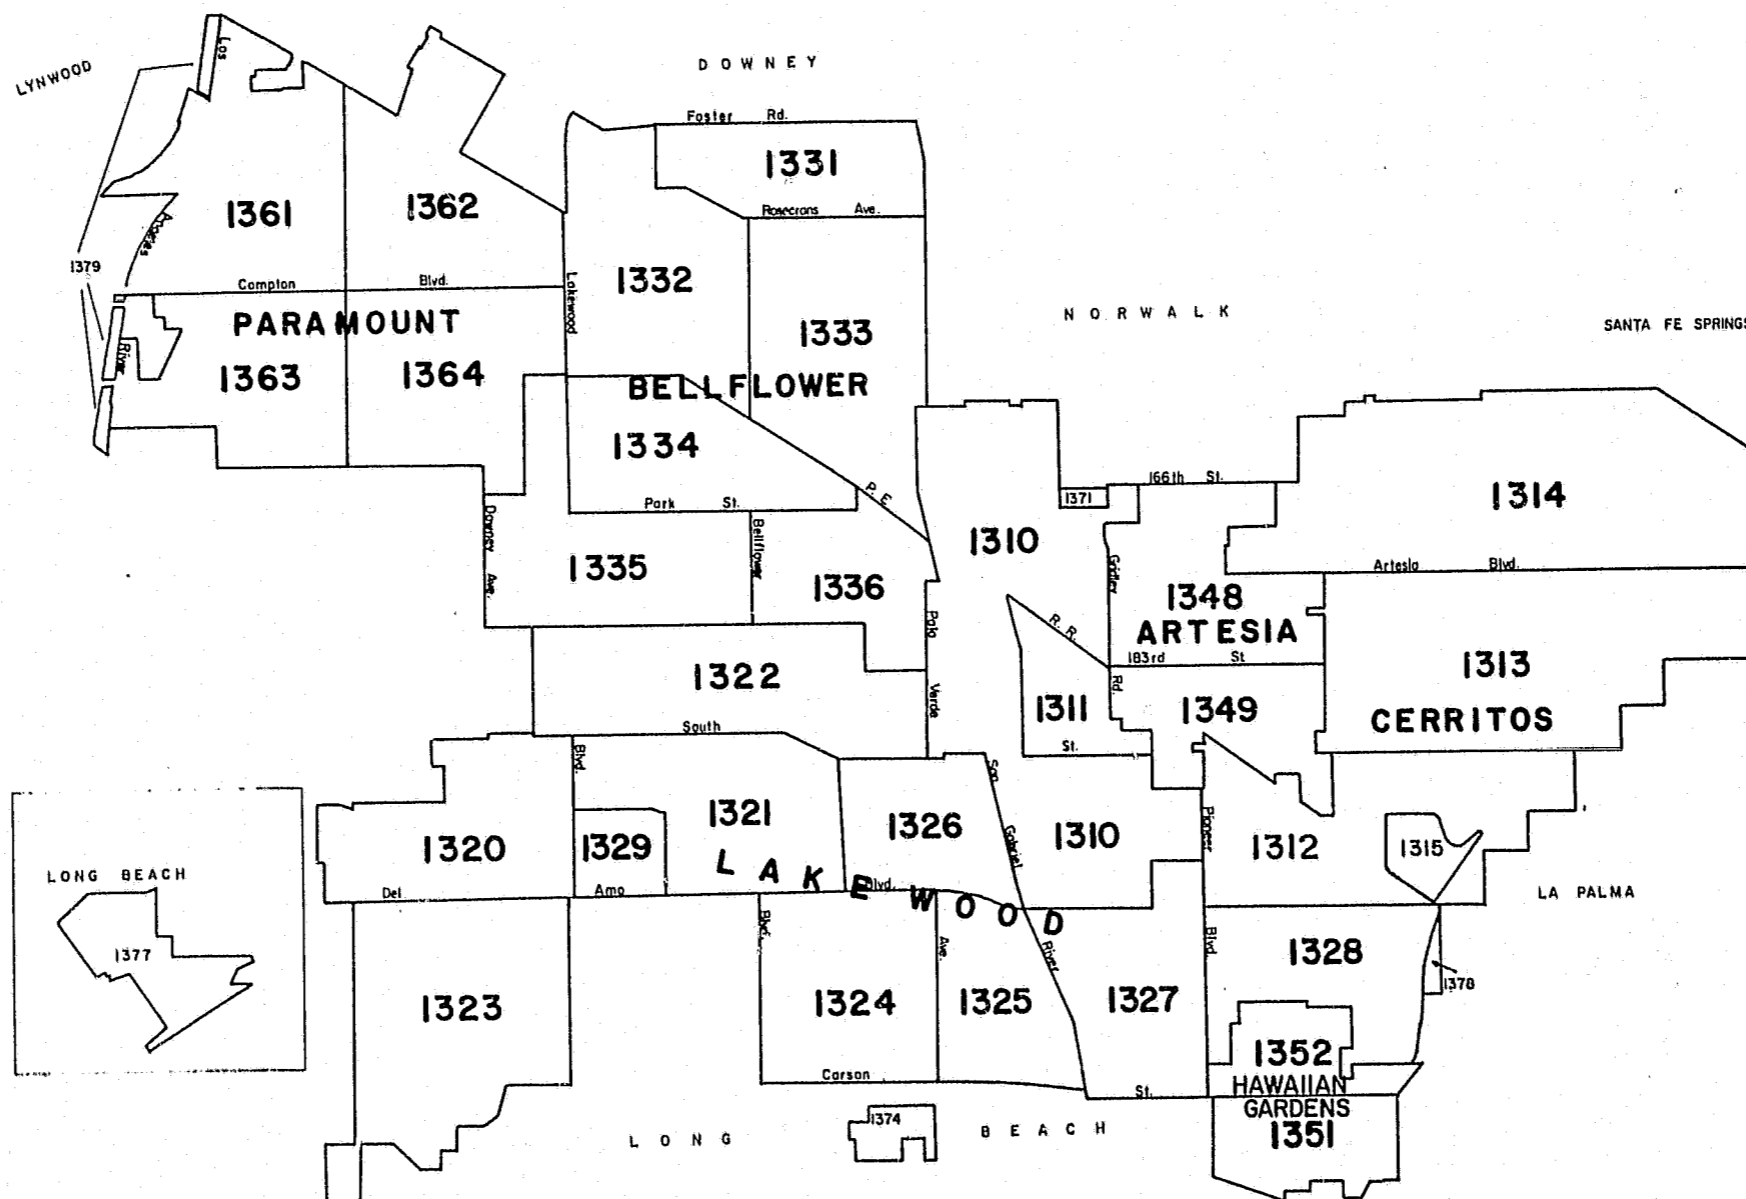 LYNWOOD
DOWNEY
Los
Foster Rd.
1331
1361
1362
Rosecrans Ave.
Angeles
1379
1332
Lakewood
Compton Blvd.
NORWALK
SANTA FE SPRINGS
PARAMOUNT
1333
River
1363
1364
BELLFLOWER
1334
P. E
166th St.
1371
1314
Park St.
Downey Ave.
Bellflower
1310
Gridley Rd.
Artesia Blvd.
1335
1336
1348
Palo Verde
R. R.
ARTESIA
183rd St
1313
1322
1311
1349
CERRITOS
South St.
Blvd.
San Gabriel River
1321
1326
1310
Pioneer Blvd.
1320
1329
1312
1315
LAKEWOOD
LONG BEACH
Del Amo Blvd.
LA PALMA
Blvd.
Ave.
1377
1328
1378
1323
1324
1325
1327
1352
Carson St.
HAWAIIAN
GARDENS
1351
1374
LONG BEACH